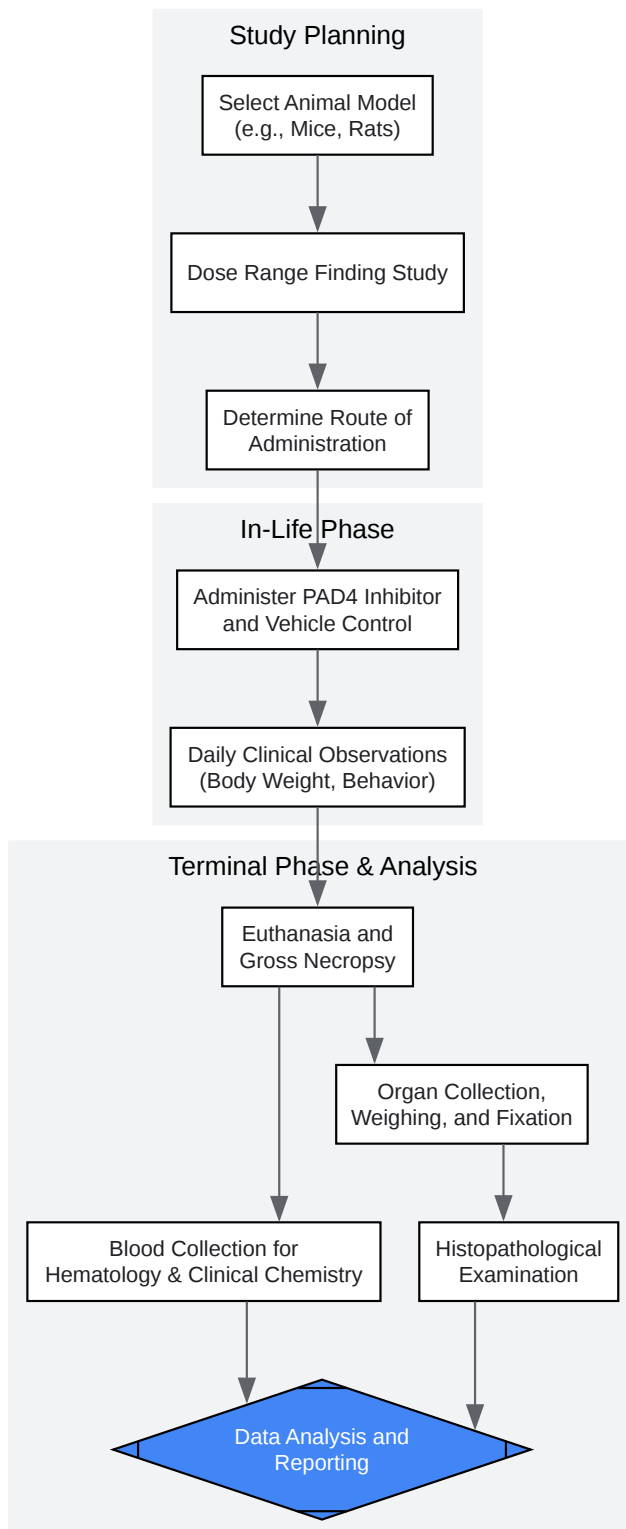 Study Planning
Select Animal Model
(e.g., Mice, Rats)
Dose Range Finding Study
Determine Route of
Administration
In-Life Phase
Administer PAD4 Inhibitor
and Vehicle Control
Daily Clinical Observations
(Body Weight, Behavior)
Terminal Phase & Analysis
Euthanasia and
Gross Necropsy
Organ Collection,
Weighing, and Fixation
Blood Collection for
Hematology & Clinical Chemistry
Histopathological
Examination
Data Analysis and
Reporting